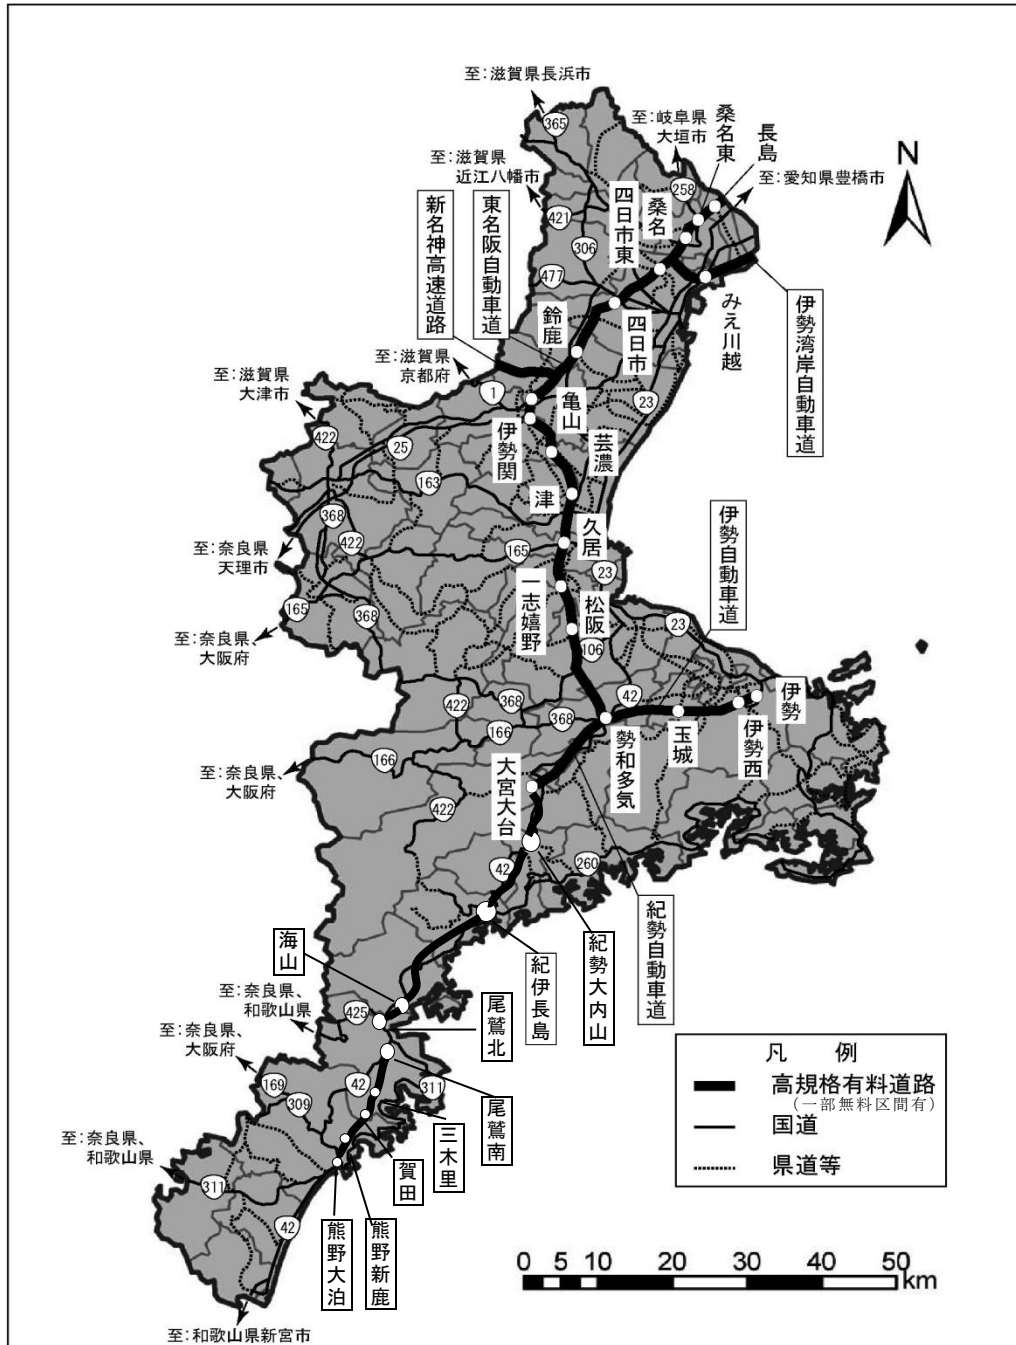 至:滋賀県長浜市
365
至:岐阜県
大垣市
桑名東
長島
至:滋賀県
近江八幡市
258
至:愛知県豊橋市
N
421
新名神高速道路
東名阪自動車道
四日市東
桑名
306
477
みえ川越
伊勢湾岸自動車道
鈴鹿
四日市
至:滋賀県
京都府
至:滋賀県
大津市
1
23
亀山
422
25
伊勢関
芸濃
163
津
368
422
久居
伊勢自動車道
至:奈良県
天理市
165
23
165
368
一志嬉野
松阪
23
至:奈良県、
大阪府
106
42
422
368
368
伊勢
166
166
勢和多気
玉城
伊勢西
至:奈良県、
大阪府
大宮大台
422
42
260
紀勢自動車道
紀勢大内山
紀伊長島
海山
至:奈良県、
和歌山県
425
尾鷲北
至:奈良県、
大阪府
169
309
42
311
尾鷲南
三木里
賀田
至:奈良県、
和歌山県
311
42
熊野大泊
熊野新鹿
至:和歌山県新宮市
凡 例
高規格有料道路
(一部無料区間有)
国道
県道等
0 5 10 20 30 40 50
km